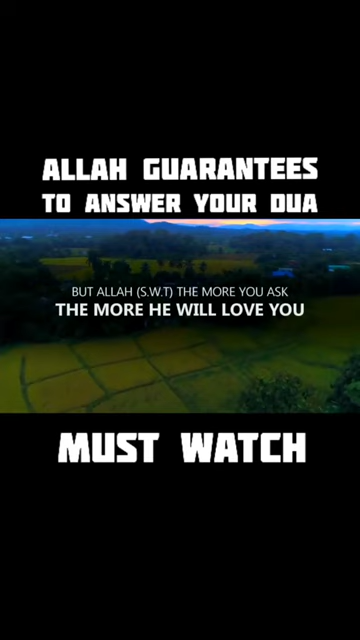 ALLAH GUARANTEES
TO ANSWER YOUR DUA
BUT ALLAH (S.W.T) THE MORE YOU ASK
THE MORE HE WILL LOVE YOU
MUST WATCH